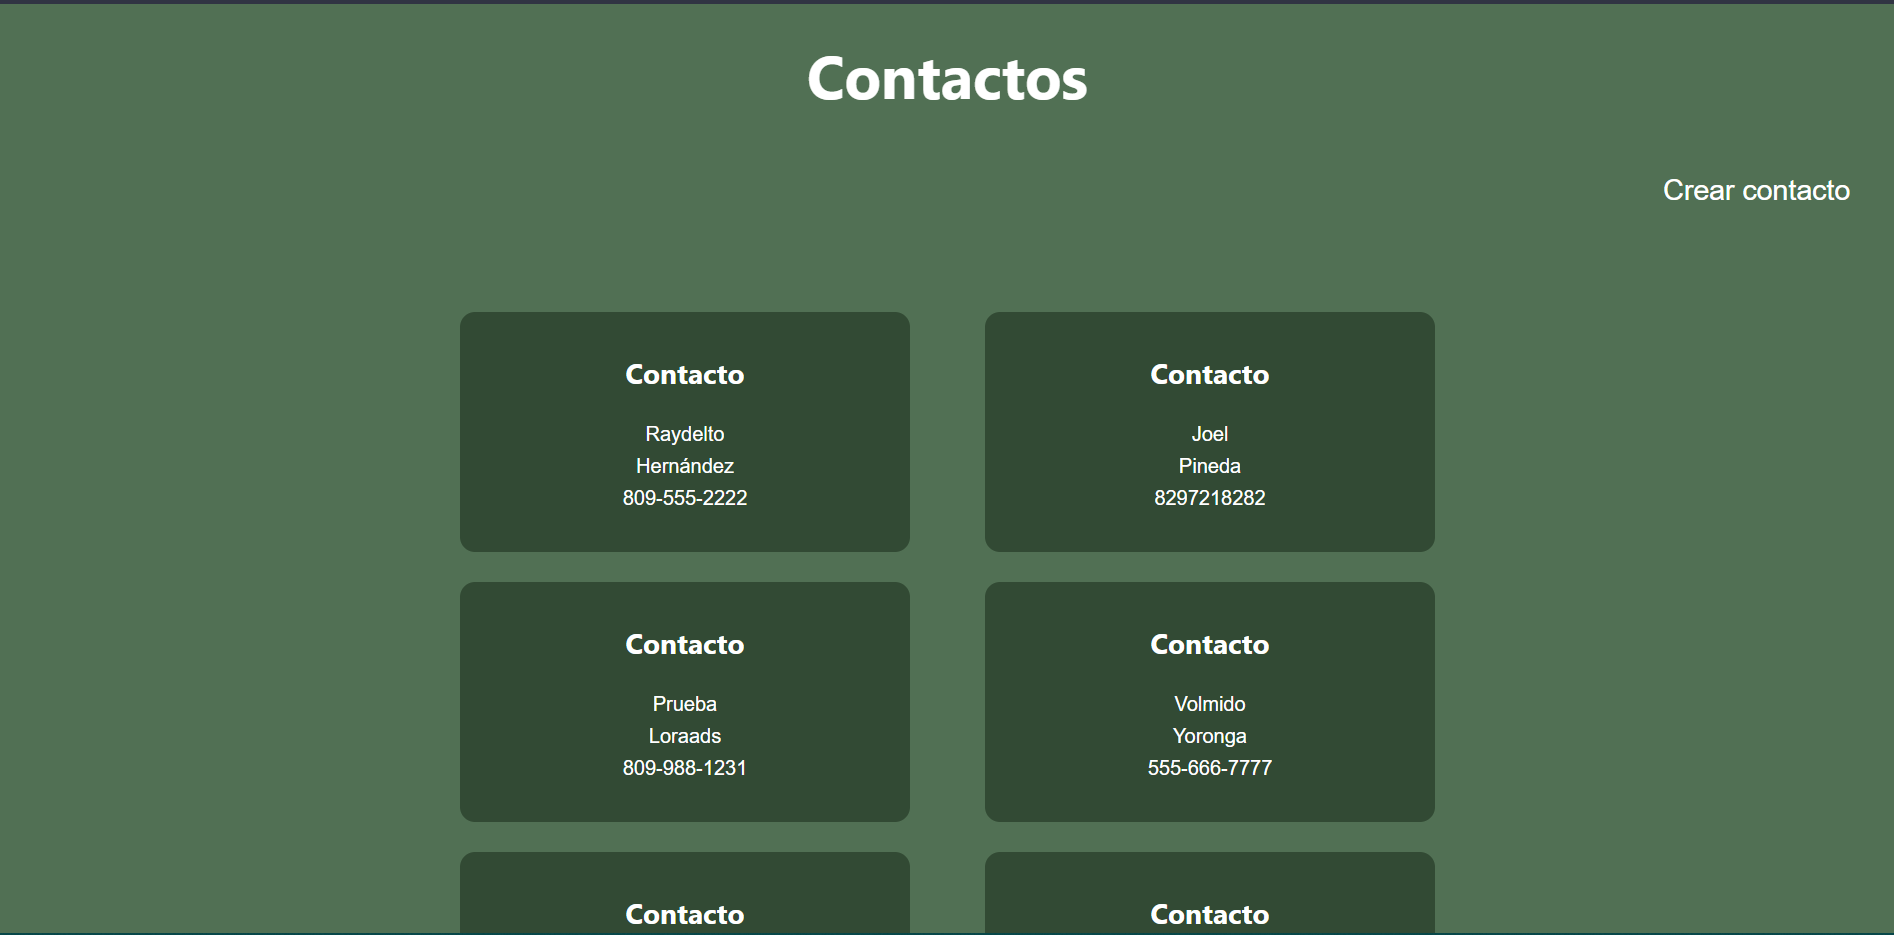 Contactos
Crear contacto
Contacto
Raydelto
Hernández
809-555-2222
Contacto
Joel
Pineda
8297218282
Contacto
Prueba
Loraads
809-988-1231
Contacto
Volmido
Yoronga
555-666-7777
Contacto
Contacto